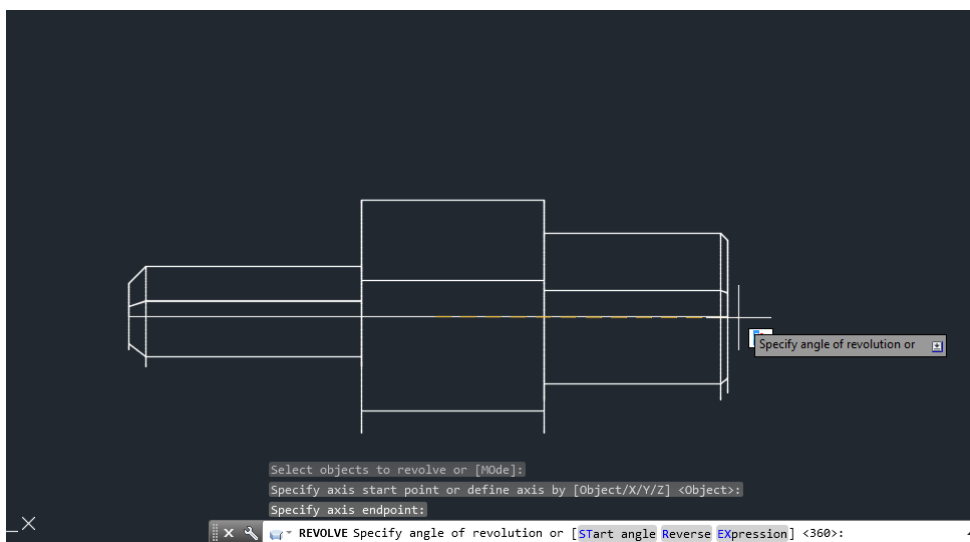 Specify angle of revolution or
Select objects to revolve or [MOde]:
Specify axis start point or define axis by [Object/X/Y/Z] <Object>:
Specify axis endpoint:
REVOLVE Specify angle of revolution or [STart angle Reverse EXpression] <360>: